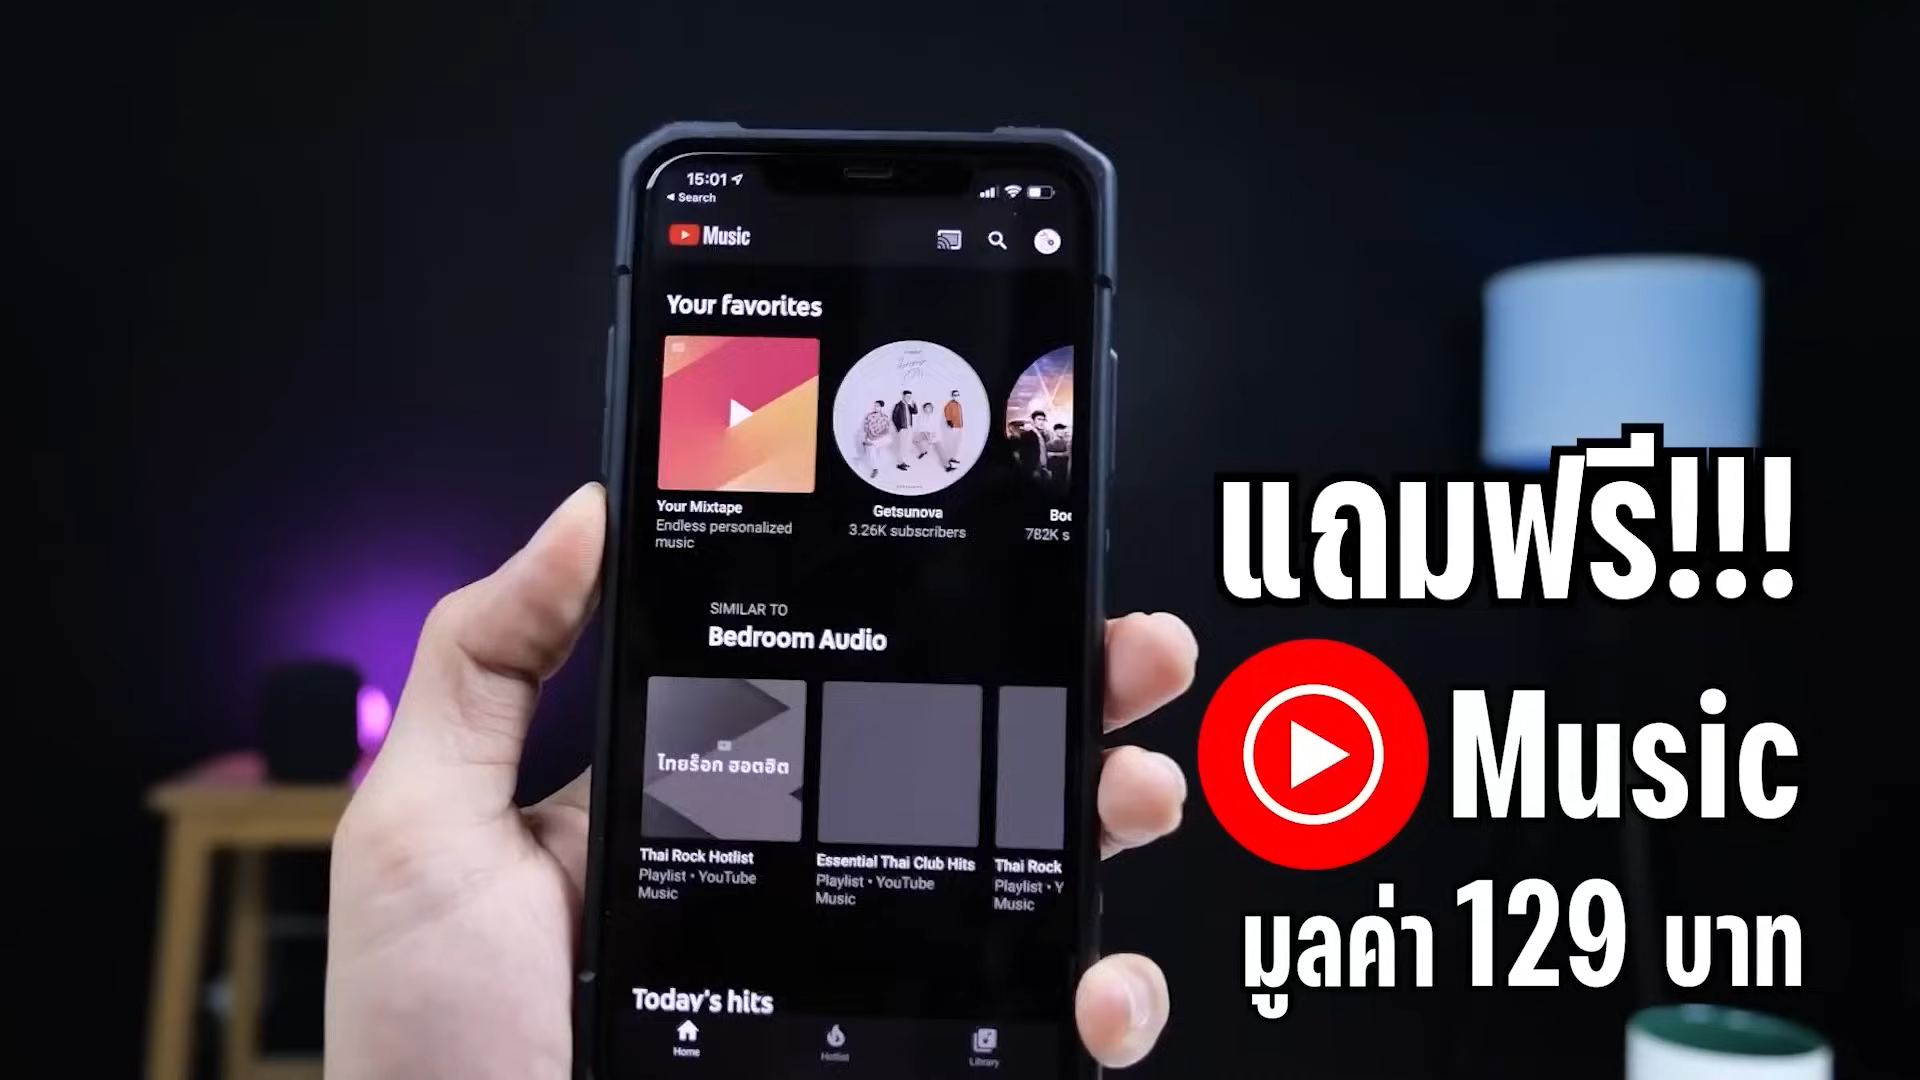 15:01
Search
Music
Your favorites
Your Mixtape
Endless personalized
music
Getsunova
3.26K subscribers
782K s
SIMILAR TO
Bedroom Audio
ไทยร็อก ฮอตฮิต
Thai Rock Hotlist
Playlist • YouTube
Music
Essential Thai Club Hits
Playlist • YouTube
Music
Thai Rock
Playlist • Y
Music
Today's hits
Home
Hotlist
Library
แถมฟรี!!!
Music
มูลค่า 129 บาท